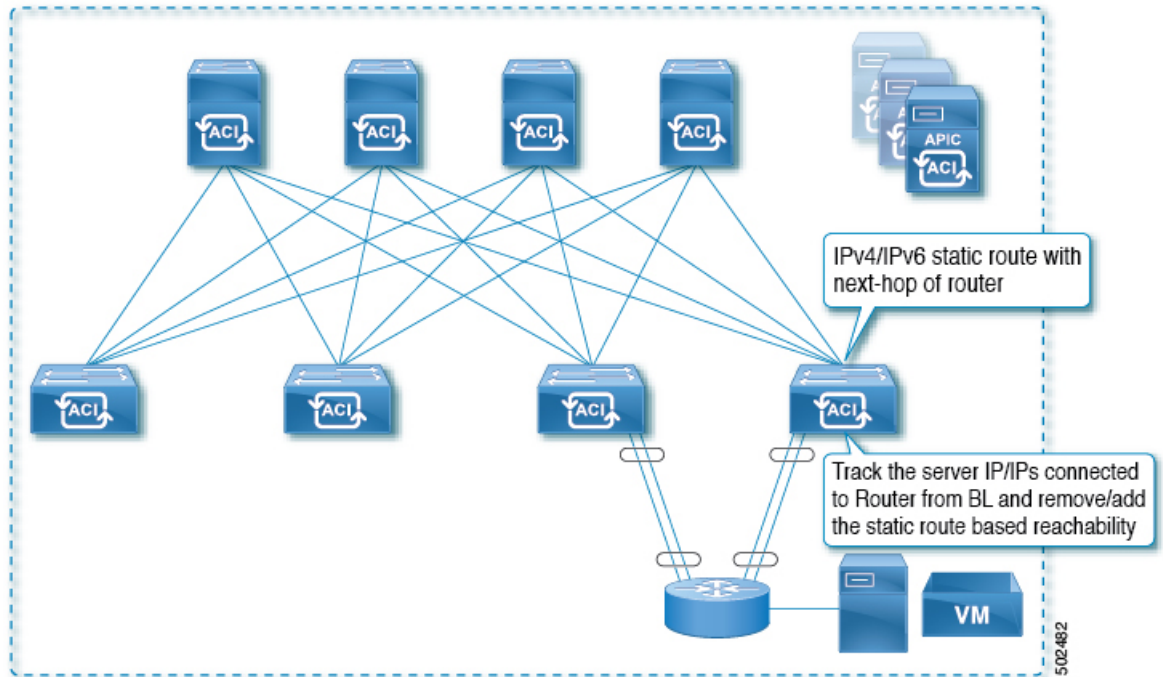 ACI
ACI
ACI
ACI
APIC
ACI
IPv4/IPv6 static route with
next-hop of router
ACI
ACI
ACI
ACI
Track the server IP/IPs connected
to Router from BL and remove/add
the static route based reachability
VM
502482